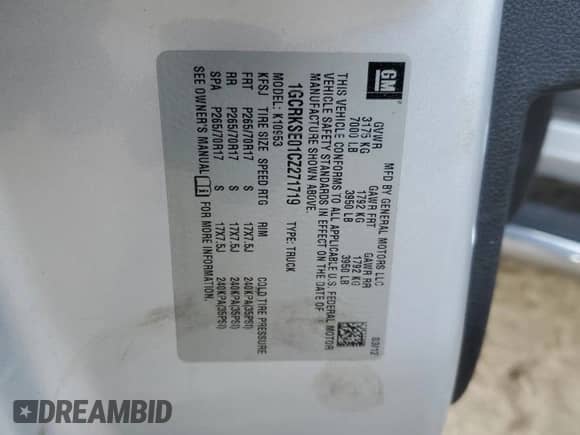 GM
MFD BY GENERAL MOTORS LLC
03/12
GVWR GAWR FRT GAWR RR
3175 KG 1792 KG 1792 KG
7000 LB 3950 LB 3950 LB
THIS VEHICLE CONFORMS TO ALL APPLICABLE U.S. FEDERAL MOTOR
VEHICLE SAFETY STANDARDS IN EFFECT ON THE DATE OF
MANUFACTURE SHOWN ABOVE.
1GCRKSE01CZ271719 TYPE: TRUCK
MODEL: K10953
KFSJ TIRE SIZE SPEED RTG RIM COLD TIRE PRESSURE
FRT P265/70R17 S 17X7.5J 240KPA(35PSI)
RR P265/70R17 S 17X7.5J 240KPA(35PSI)
SPA P265/70R17 S 17X7.5J 240KPA(35PSI)
SEE OWNER'S MANUAL FOR MORE INFORMATION.
DREAMBID